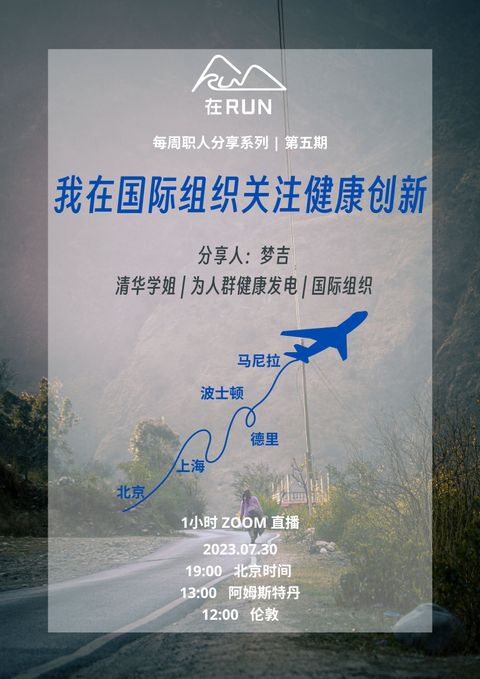 RUN
在RUN
每周职人分享系列 | 第五期
我在国际组织关注健康创新
分享人：梦吉
清华学姐 | 为人群健康发电 | 国际组织
马尼拉
波士顿
德里
上海
北京
1小时 ZOOM 直播
2023.07.30
19:00 北京时间
13:00 阿姆斯特丹
12:00 伦敦